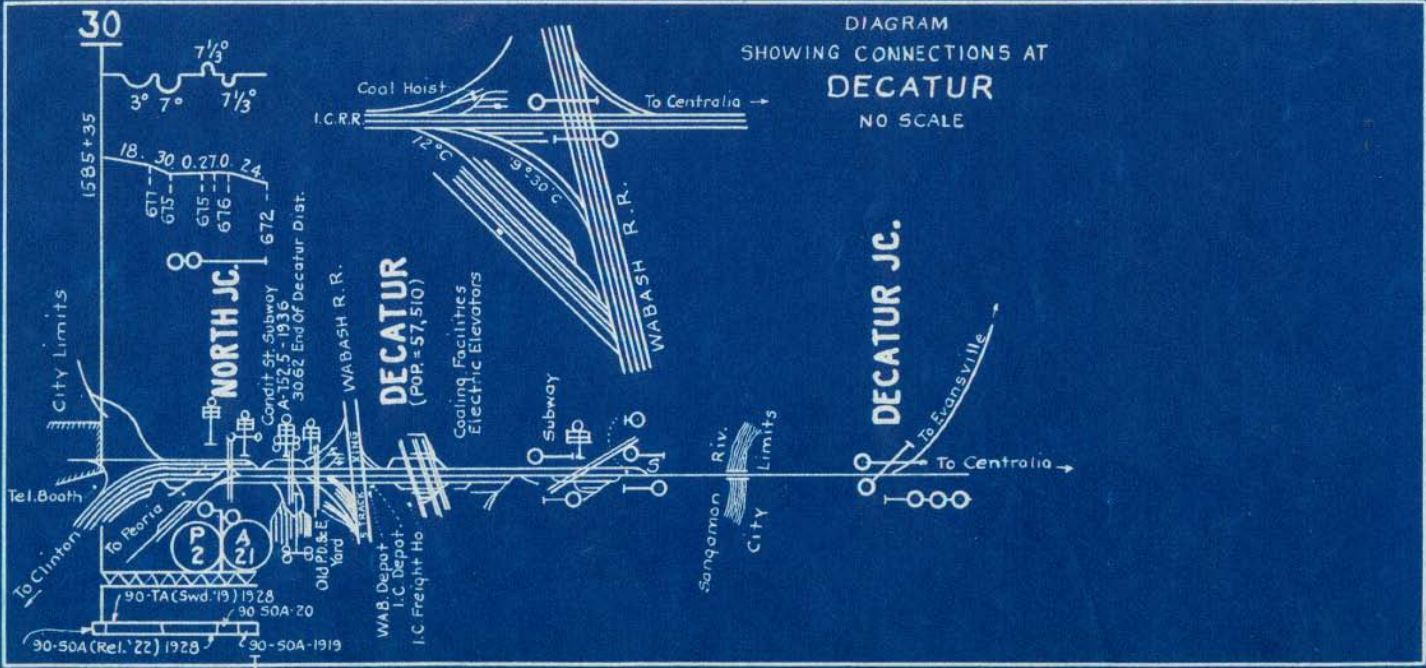 30
DIAGRAM
SHOWING CONNECTIONS AT
DECATUR
NO SCALE
7⅓°
3° 7° 7⅓°
1585+35
18. 30 0. 27. 0. 24.
677
675
675
676
672
Coal Hoist
I.C.R.R.
To Centralia
12°C
9°-30'C
WABASH R.R.
City Limits
NORTH JC.
Condit St. Subway
A-152.5-1936
30.62 End Of Decatur Dist.
WABASH R.R.
DECATUR
(POP.=57,510)
Coaling Facilities
Electric Elevators
Subway
S
DECATUR JC.
To Evansville
To Centralia
Sangamon Riv.
City Limits
Tel. Booth
To Clinton
To Peoria
P
2
A
21
Old P.D.& E
Yard
TRACK
WAB. Depot
I.C. Depot
I.C. Freight Ho
90-TA (Swd.'19) 1928
90 SOA-20
90-SOA (Rel.'22) 1928
90-SOA-1919